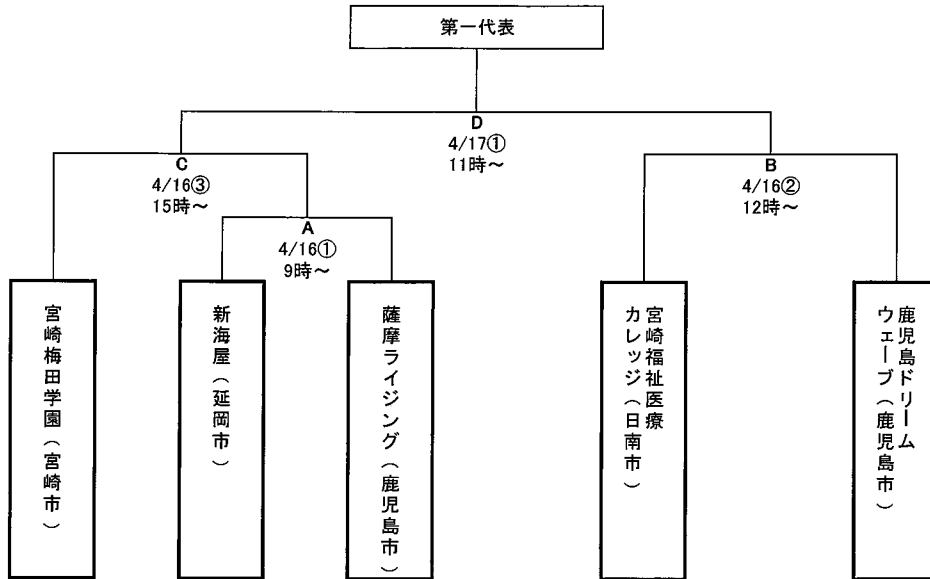 第一代表
D
4/17①
11時~
C
4/16③
15時~
B
4/16②
12時~
A
4/16①
9時~
宮崎梅田学園(宮崎市)
新海屋(延岡市)
薩摩ライジング(鹿児島市)
宮崎福祉医療
カレッジ(日南市)
鹿児島ドリーム
ウェーブ(鹿児島市)